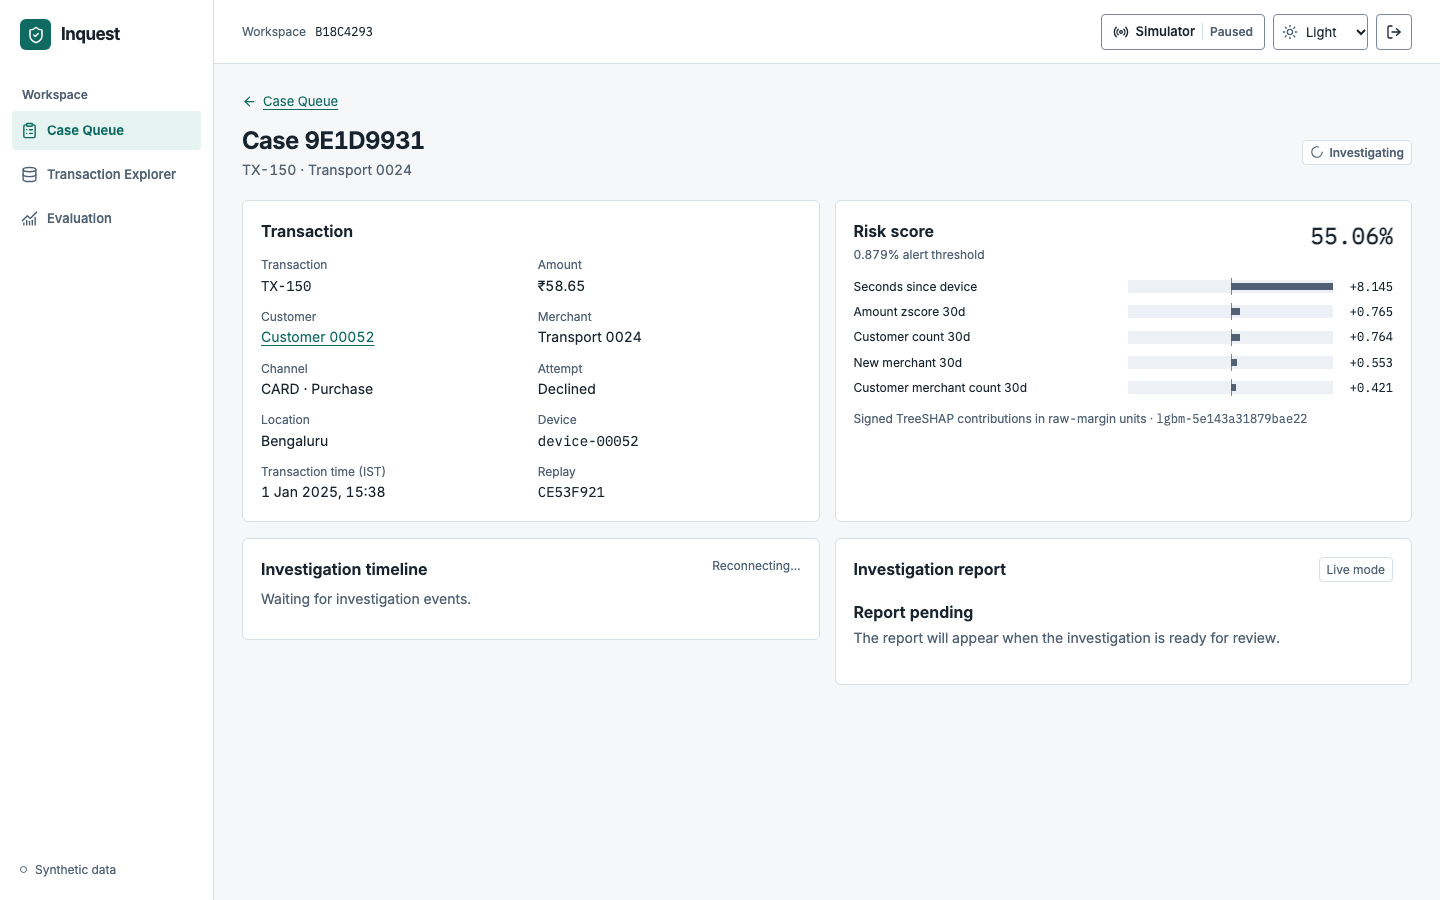 Inquest
Workspace
Case Queue
Transaction Explorer
Evaluation
Synthetic data
Workspace B18C4293
Simulator Paused
Light
← Case Queue
Case 9E1D9931
TX-150 · Transport 0024
Investigating
Transaction
Transaction Amount
TX-150 ₹58.65
Customer Merchant
Customer 00052 Transport 0024
Channel Attempt
CARD · Purchase Declined
Location Device
Bengaluru device-00052
Transaction time (IST) Replay
1 Jan 2025, 15:38 CE53F921
Risk score 55.06%
0.879% alert threshold
Seconds since device +8.145
Amount zscore 30d +0.765
Customer count 30d +0.764
New merchant 30d +0.553
Customer merchant count 30d +0.421
Signed TreeSHAP contributions in raw-margin units · lgbm-5e143a31879bae22
Investigation timeline Reconnecting...
Waiting for investigation events.
Investigation report Live mode
Report pending
The report will appear when the investigation is ready for review.